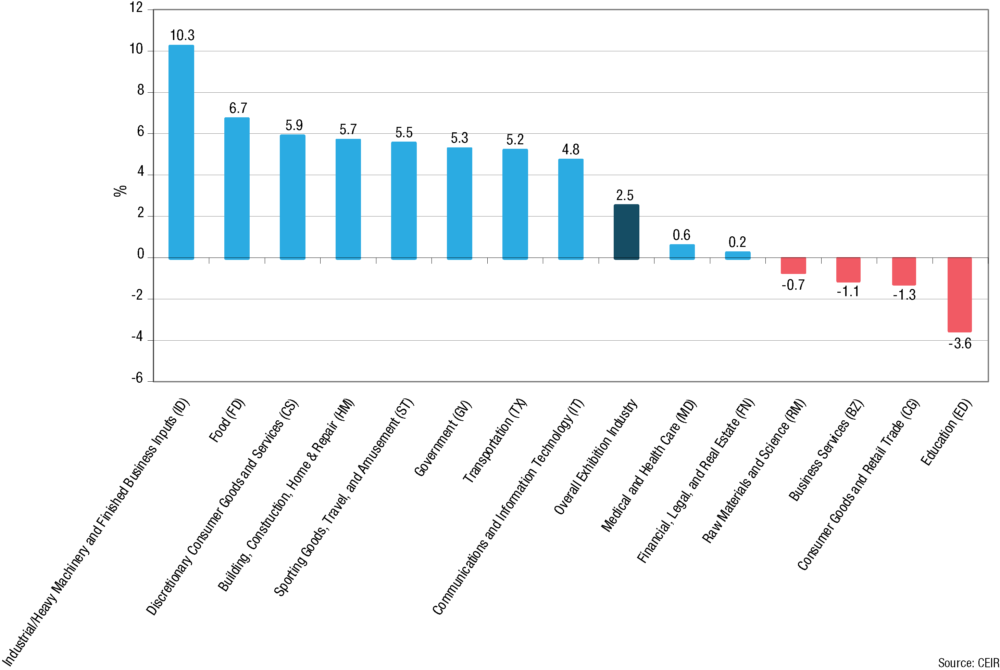 12
10
8
6
4
2
0
-2
-4
-6
%
10.3
6.7
5.9
5.7
5.5
5.3
5.2
4.8
2.5
0.6
0.2
-0.7
-1.1
-1.3
-3.6
Industrial/Heavy Machinery and Finished Business Inputs (ID)
Food (FD)
Discretionary Consumer Goods and Services (CS)
Building, Construction, Home & Repair (HM)
Sporting Goods, Travel, and Amusement (ST)
Government (GV)
Transportation (TX)
Communications and Information Technology (IT)
Overall Exhibition Industry
Medical and Health Care (MD)
Financial, Legal, and Real Estate (FN)
Raw Materials and Science (RM)
Business Services (BZ)
Consumer Goods and Retail Trade (CG)
Education (ED)
Source: CEIR